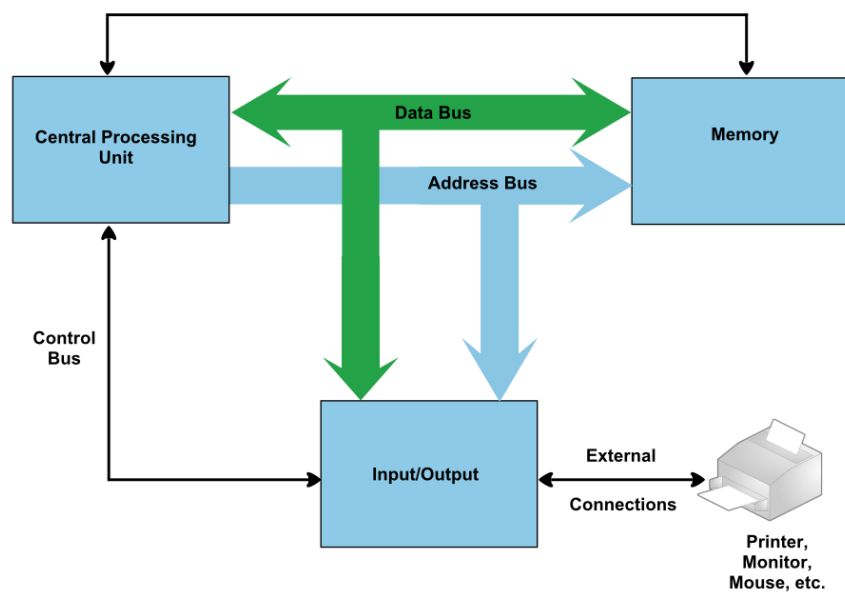 Data Bus
Central Processing
Unit
Memory
Address Bus
Control
Bus
Input/Output
External
Connections
Printer,
Monitor,
Mouse, etc.